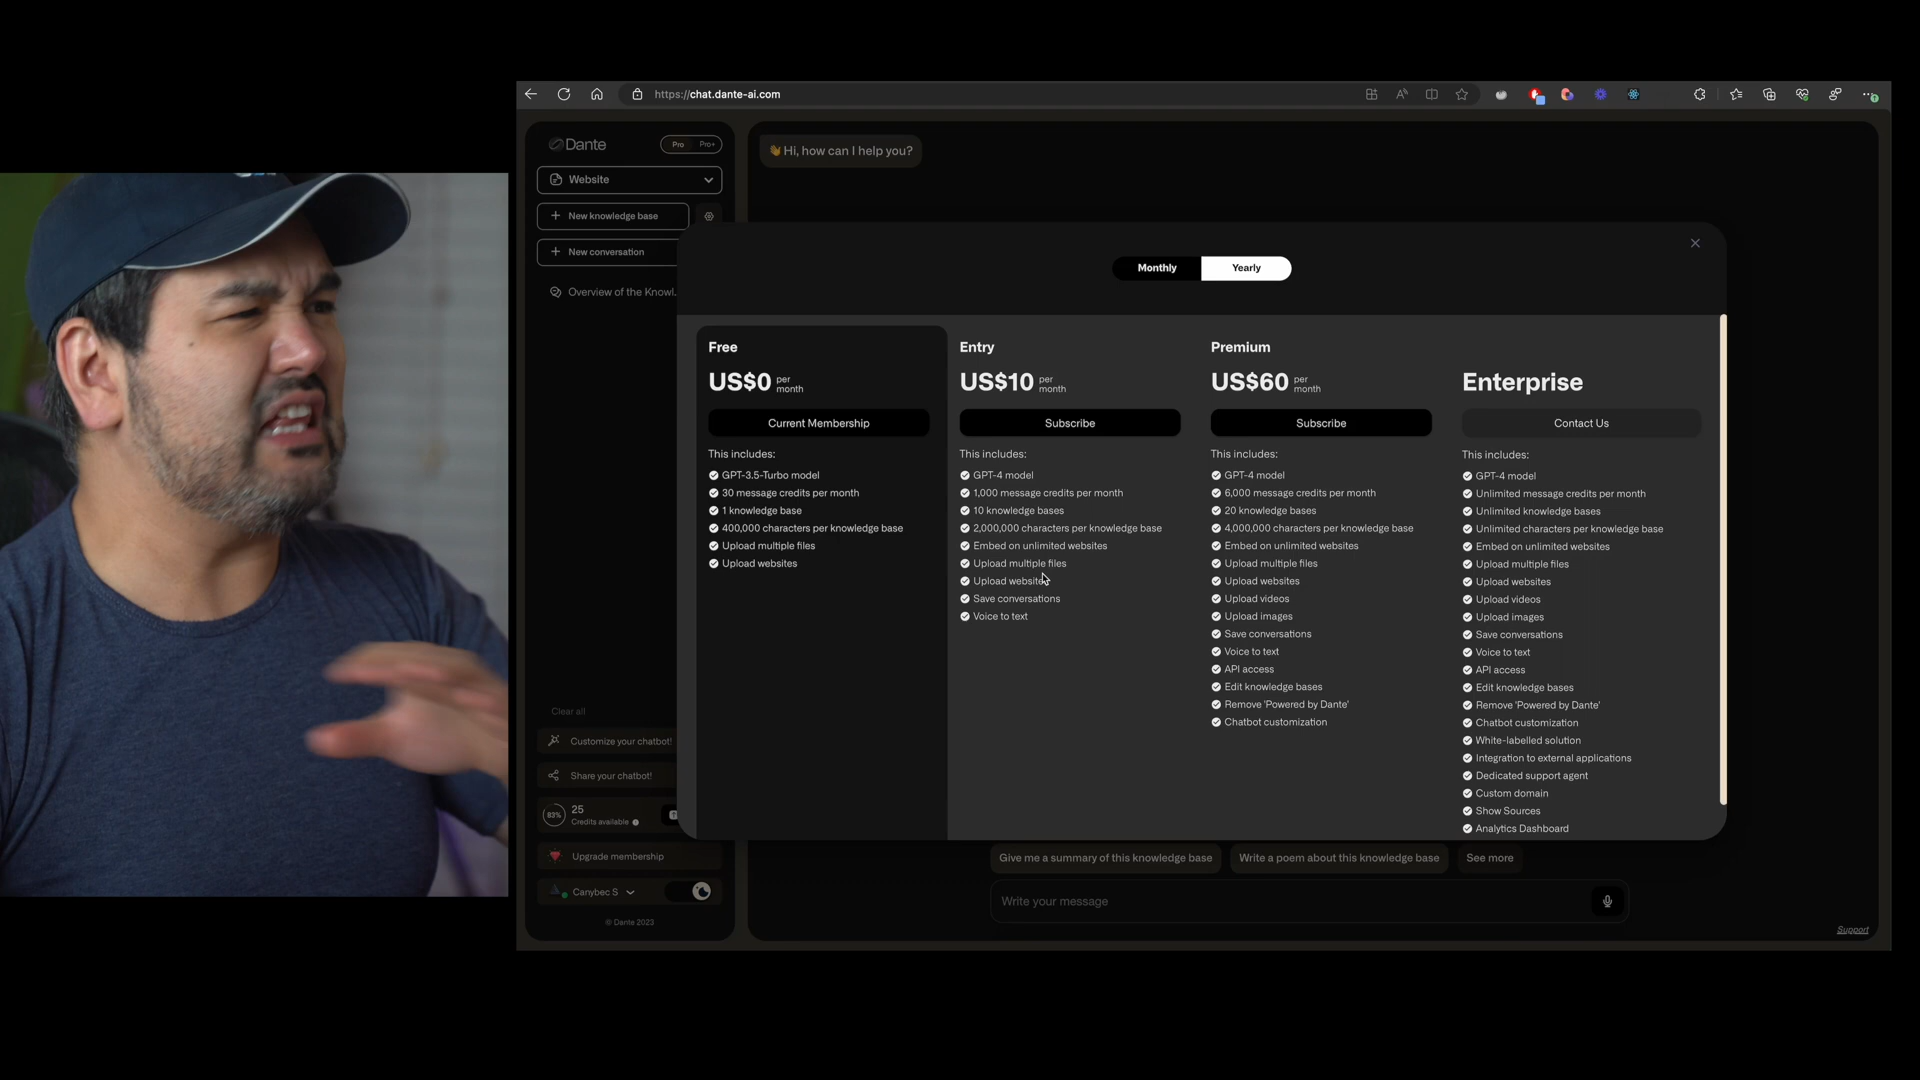 https://chat.dante-ai.com
Dante
Pro
Pro+
Website
New knowledge base
New conversation
Overview of the Knowl.
👋 Hi, how can I help you?
Monthly
Yearly
Free
US$0 per month
Current Membership
This includes:
GPT-3.5-Turbo model
30 message credits per month
1 knowledge base
400,000 characters per knowledge base
Upload multiple files
Upload websites
Entry
US$10 per month
Subscribe
This includes:
GPT-4 model
1,000 message credits per month
10 knowledge bases
2,000,000 characters per knowledge base
Embed on unlimited websites
Upload multiple files
Upload websites
Save conversations
Voice to text
Premium
US$60 per month
Subscribe
This includes:
GPT-4 model
6,000 message credits per month
20 knowledge bases
4,000,000 characters per knowledge base
Embed on unlimited websites
Upload multiple files
Upload websites
Upload videos
Upload images
Save conversations
Voice to text
API access
Edit knowledge bases
Remove 'Powered by Dante'
Chatbot customization
Enterprise
Contact Us
This includes:
GPT-4 model
Unlimited message credits per month
Unlimited knowledge bases
Unlimited characters per knowledge base
Embed on unlimited websites
Upload multiple files
Upload websites
Upload videos
Upload images
Save conversations
Voice to text
API access
Edit knowledge bases
Remove 'Powered by Dante'
Chatbot customization
White-labelled solution
Integration to external applications
Dedicated support agent
Custom domain
Show Sources
Analytics Dashboard
Clear all
Customize your chatbot!
Share your chatbot!
83%
25
Credits available
Upgrade membership
Canybec S
© Dante 2023
Give me a summary of this knowledge base
Write a poem about this knowledge base
See more
Write your message
Support